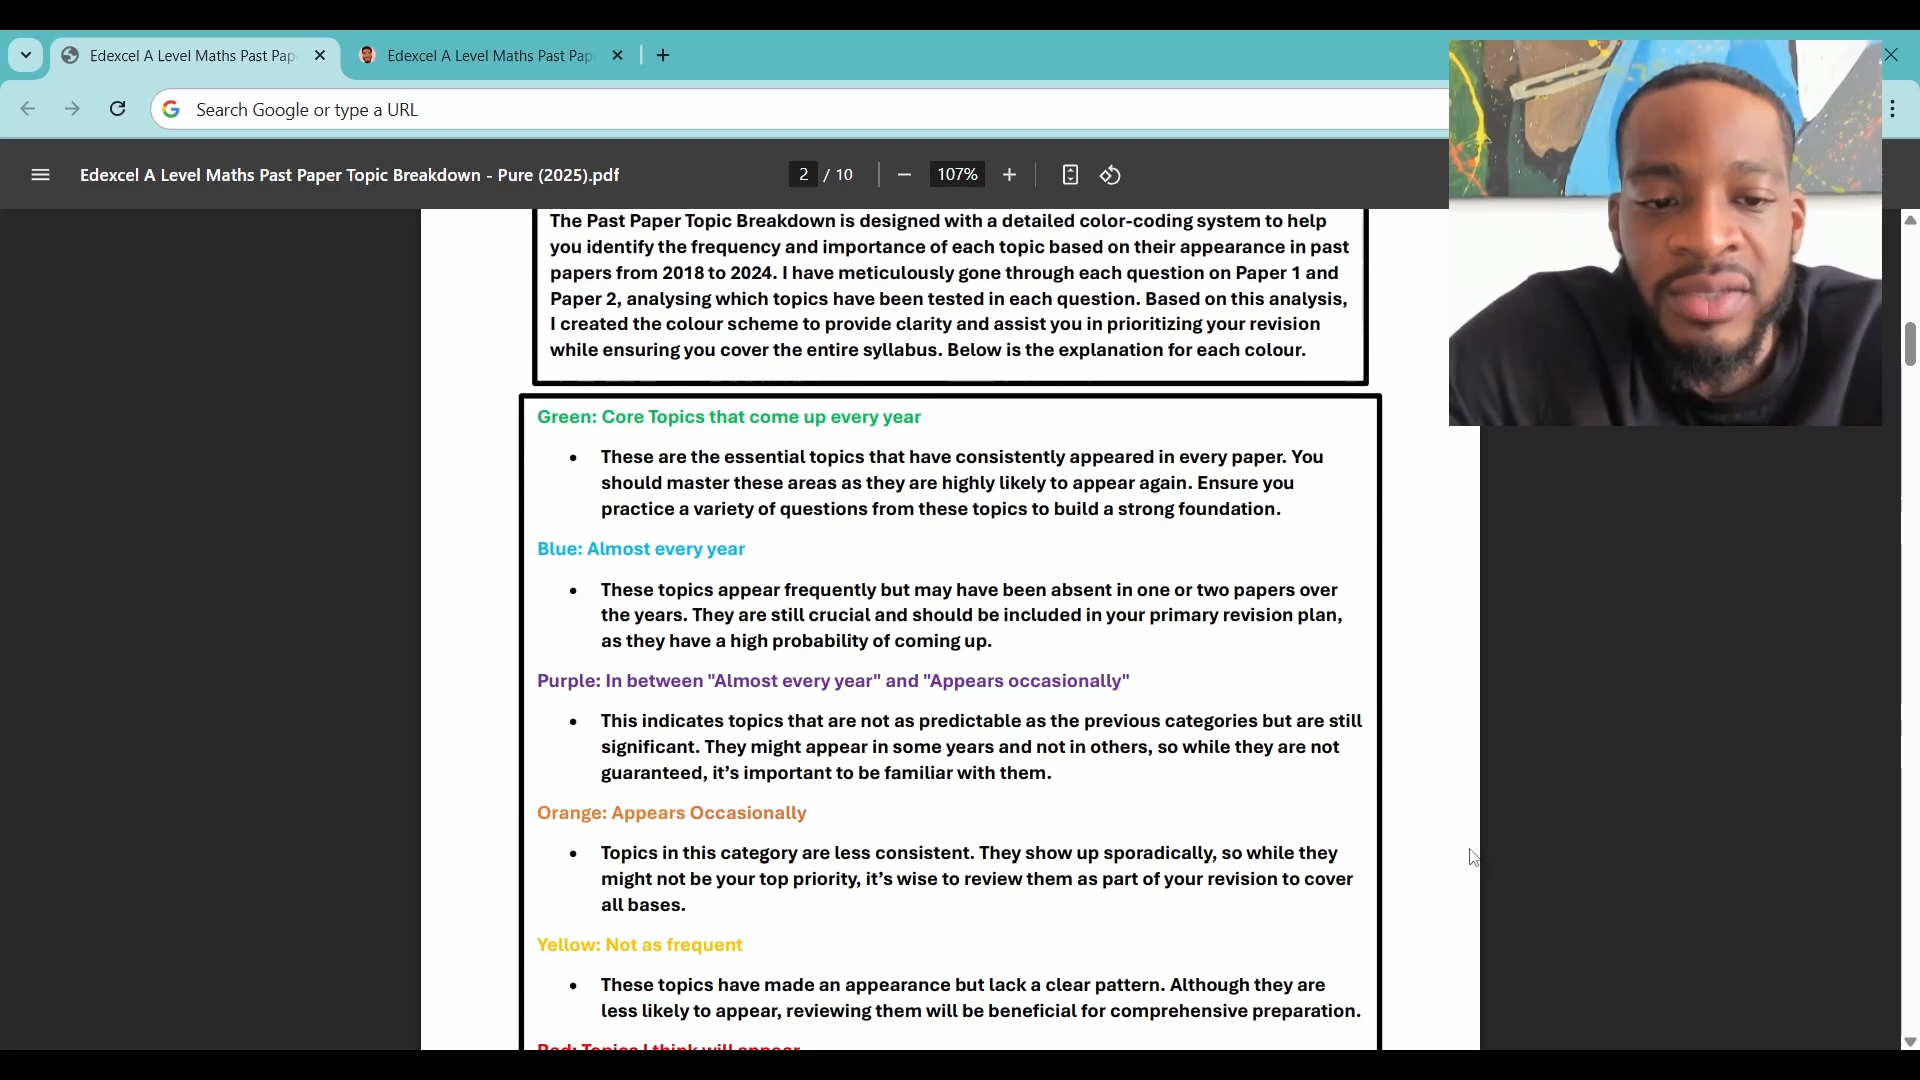 Edexcel A Level Maths Past Pap
Edexcel A Level Maths Past Pap
Search Google or type a URL
Edexcel A Level Maths Past Paper Topic Breakdown - Pure (2025).pdf
2 / 10
107%
The Past Paper Topic Breakdown is designed with a detailed color-coding system to help
you identify the frequency and importance of each topic based on their appearance in past
papers from 2018 to 2024. I have meticulously gone through each question on Paper 1 and
Paper 2, analysing which topics have been tested in each question. Based on this analysis,
I created the colour scheme to provide clarity and assist you in prioritizing your revision
while ensuring you cover the entire syllabus. Below is the explanation for each colour.
Green: Core Topics that come up every year
• These are the essential topics that have consistently appeared in every paper. You
should master these areas as they are highly likely to appear again. Ensure you
practice a variety of questions from these topics to build a strong foundation.
Blue: Almost every year
• These topics appear frequently but may have been absent in one or two papers over
the years. They are still crucial and should be included in your primary revision plan,
as they have a high probability of coming up.
Purple: In between "Almost every year" and "Appears occasionally"
• This indicates topics that are not as predictable as the previous categories but are still
significant. They might appear in some years and not in others, so while they are not
guaranteed, it’s important to be familiar with them.
Orange: Appears Occasionally
• Topics in this category are less consistent. They show up sporadically, so while they
might not be your top priority, it’s wise to review them as part of your revision to cover
all bases.
Yellow: Not as frequent
• These topics have made an appearance but lack a clear pattern. Although they are
less likely to appear, reviewing them will be beneficial for comprehensive preparation.
Red: Topics I think will appear